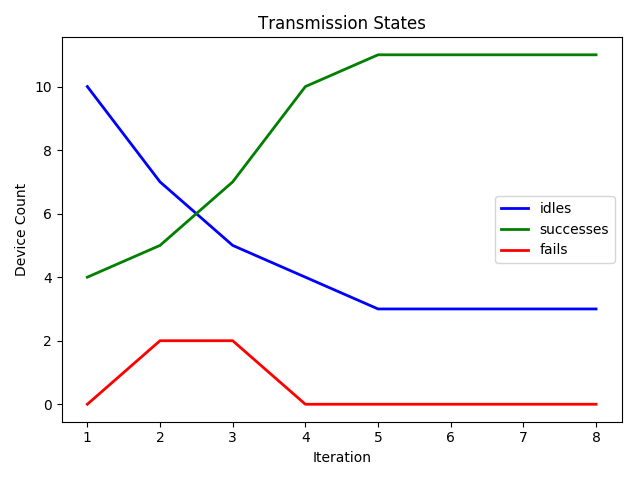 Transmission States
Device Count
10
8
6
4
2
0
idles
successes
fails
1 2 3 4 5 6 7 8
Iteration